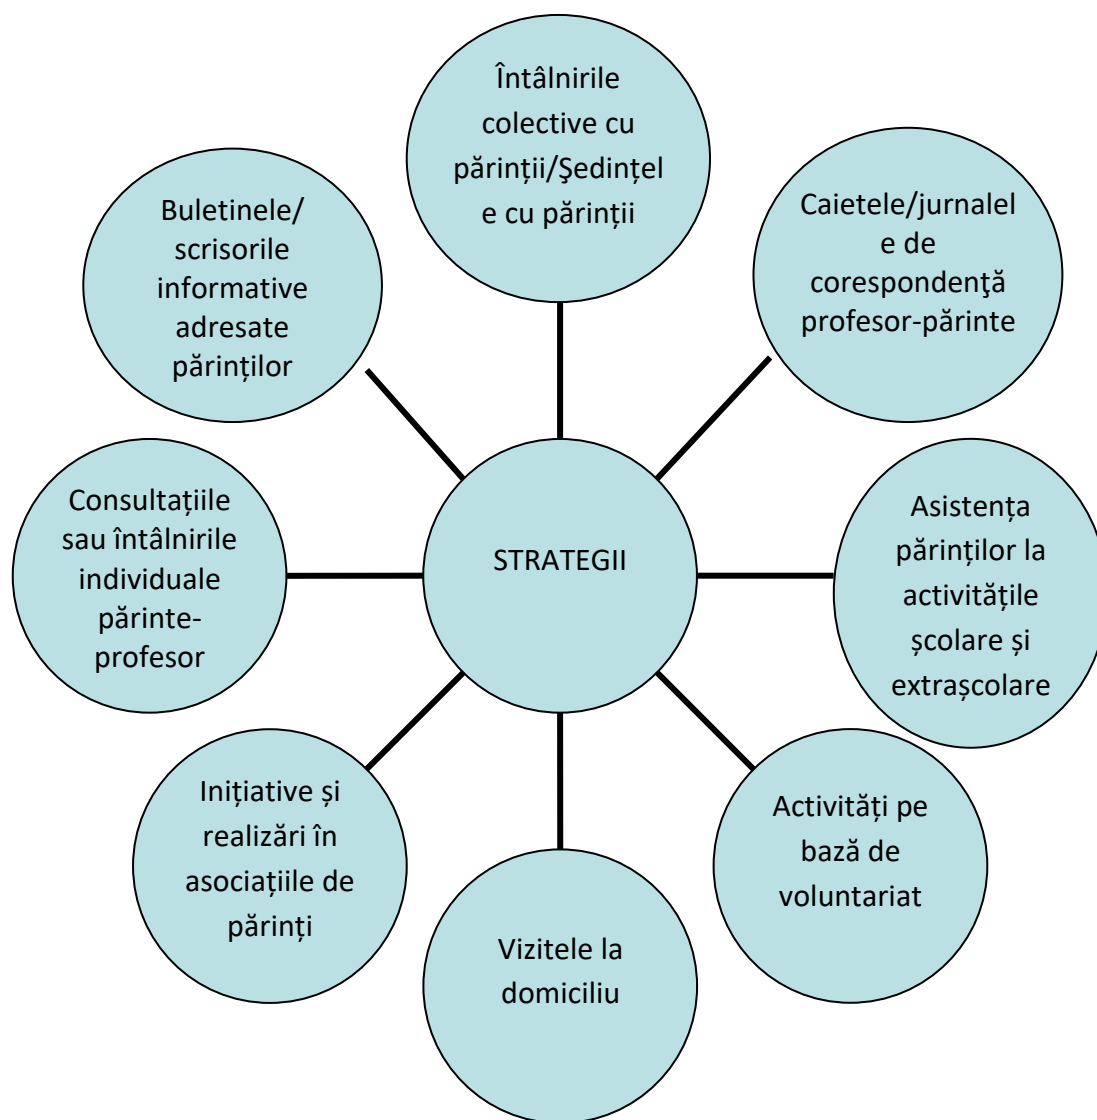 Întâlnirile
colective cu
părinții/Şedințel
e cu părinții
Caietele/jurnalel
e de
corespondenţă
profesor-părinte
Buletinele/
scrisorile
informative
adresate
părinților
Consultațiile
sau întâlnirile
individuale
părinte-
profesor
STRATEGII
Asistența
părinților la
activitățile
școlare și
extrașcolare
Inițiative și
realizări în
asociațiile de
părinți
Activități pe
bază de
voluntariat
Vizitele la
domiciliu